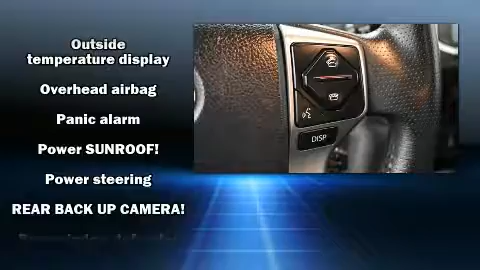 Outside
temperature display
Overhead airbag
Panic alarm
Power SUNROOF!
Power steering
REAR BACK UP CAMERA!
DISP